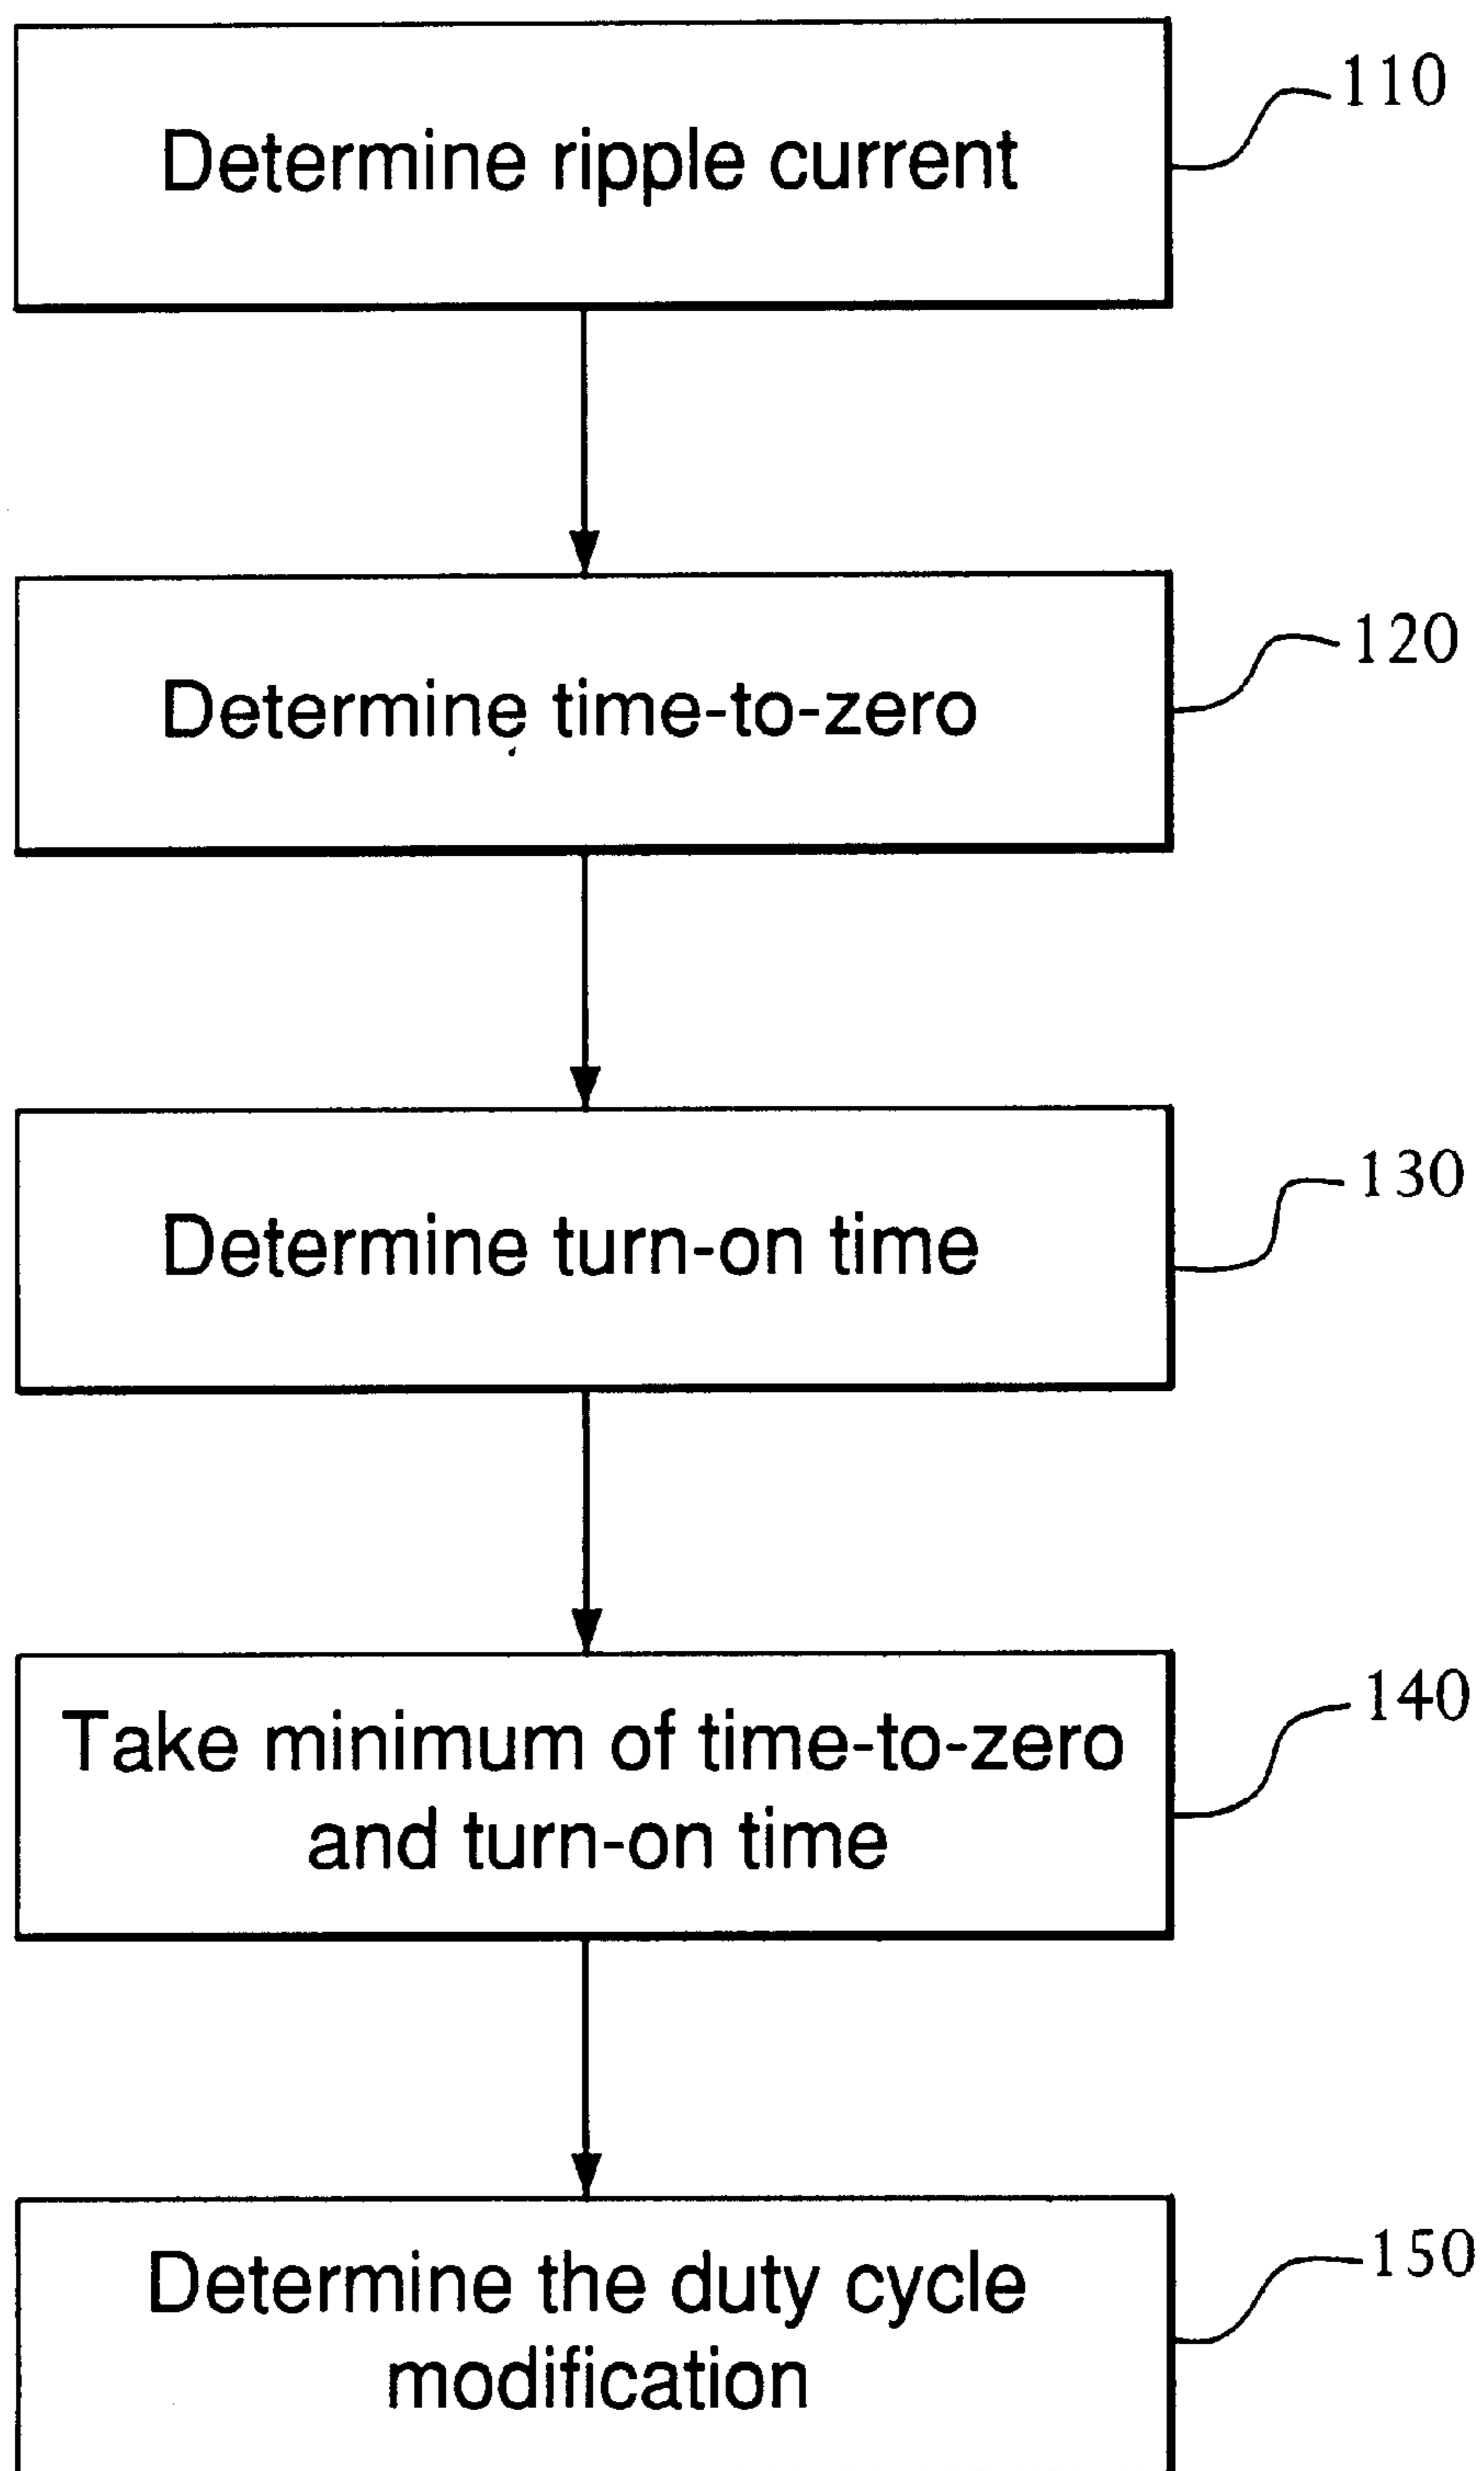 Determine ripple current
110
Determine time-to-zero
120
Determine turn-on time
130
Take minimum of time-to-zero
and turn-on time
140
Determine the duty cycle
modification
150